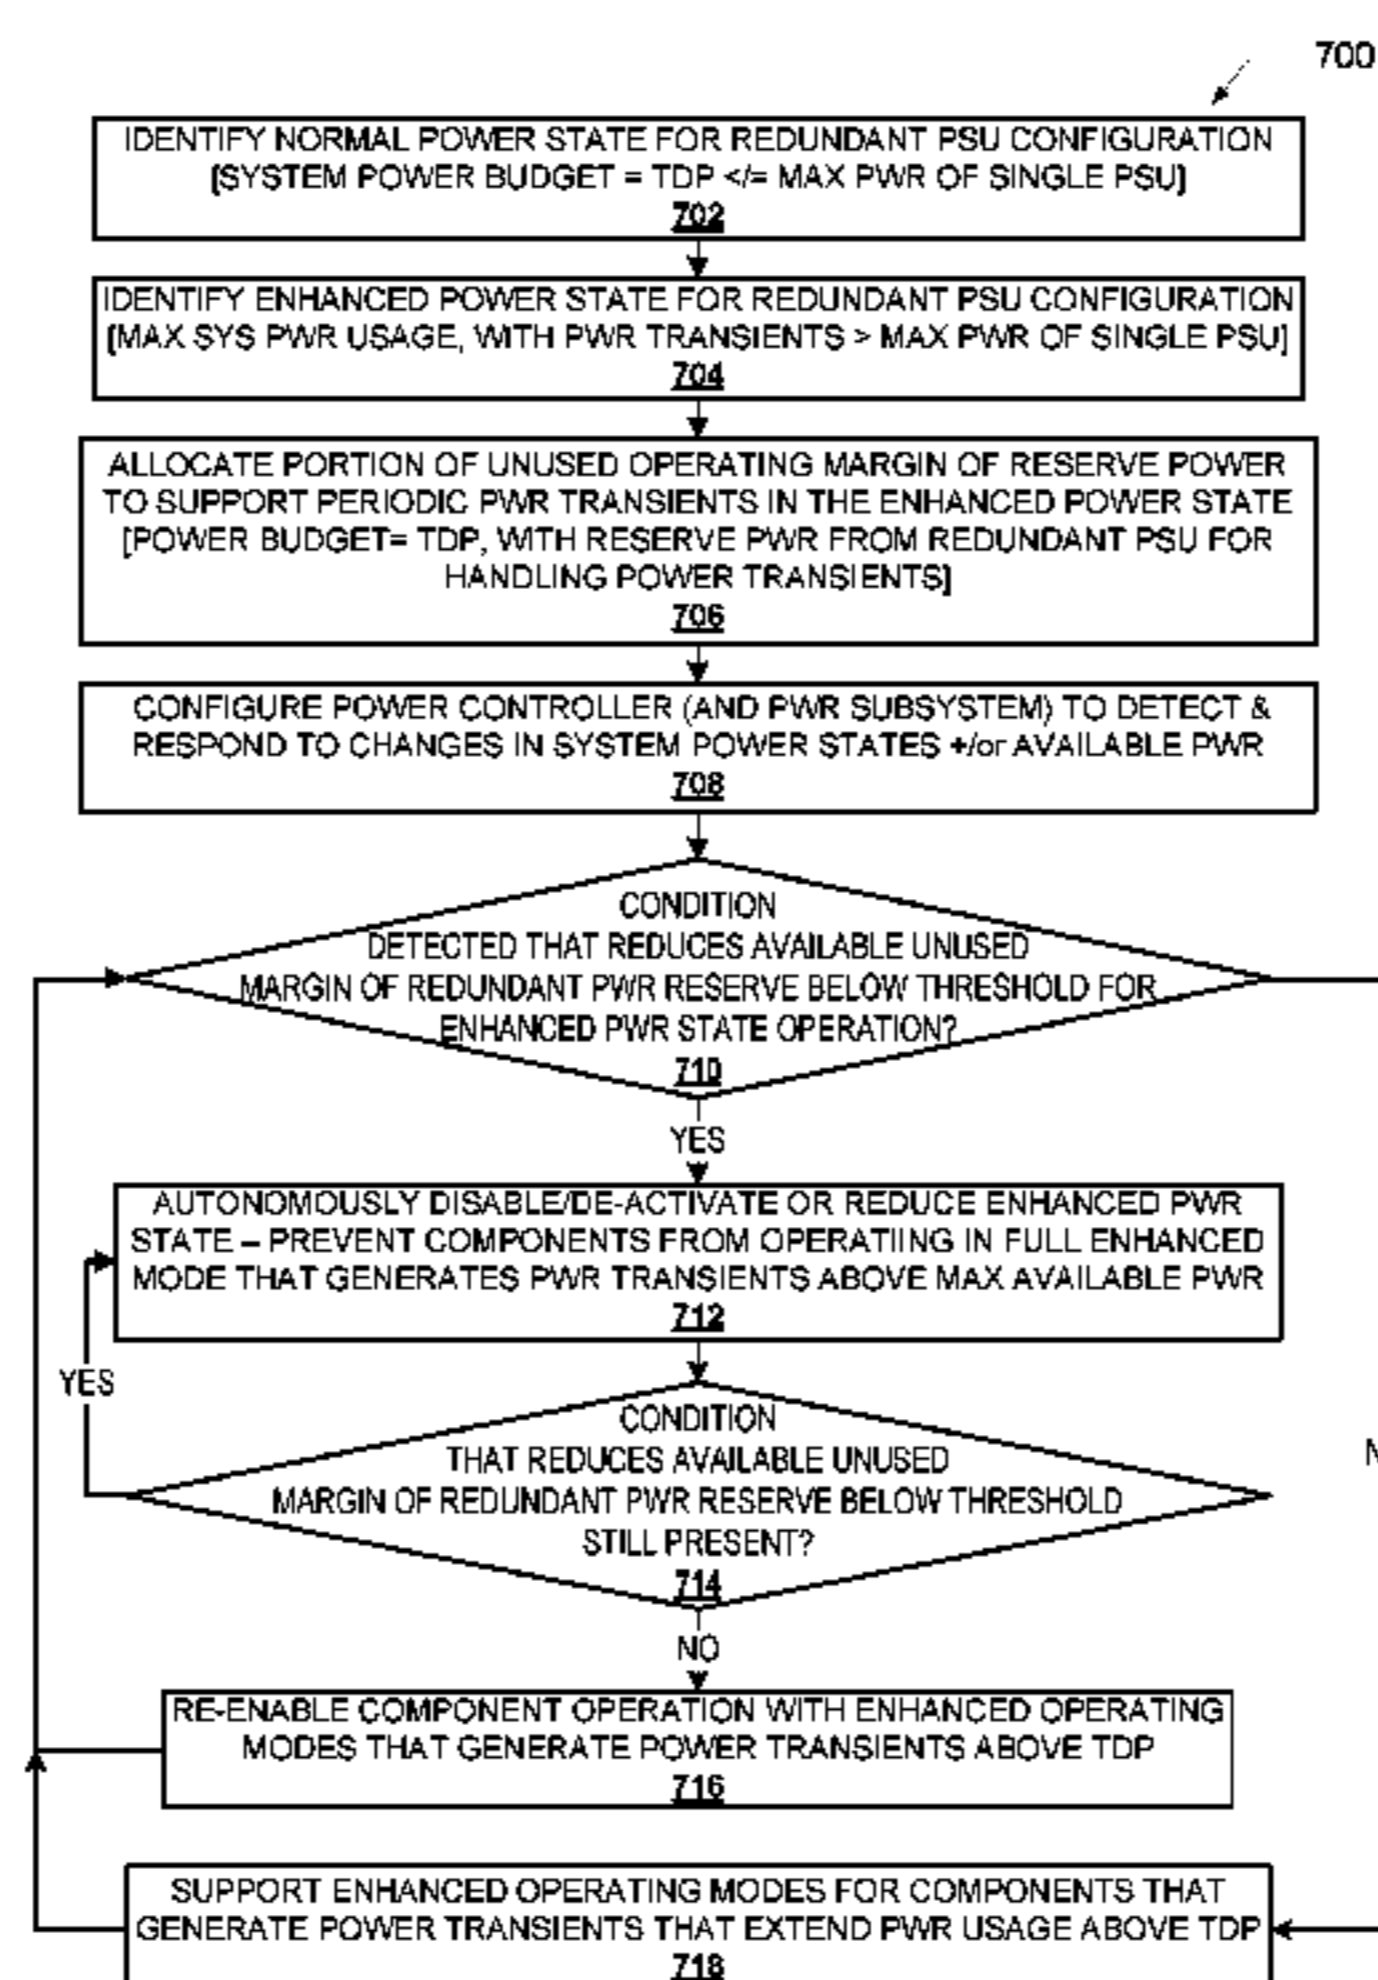 700
IDENTIFY NORMAL POWER STATE FOR REDUNDANT PSU CONFIGURATION
[SYSTEM POWER BUDGET = TDP </= MAX PWR OF SINGLE PSU]
702
IDENTIFY ENHANCED POWER STATE FOR REDUNDANT PSU CONFIGURATION
[MAX SYS PWR USAGE, WITH PWR TRANSIENTS > MAX PWR OF SINGLE PSU]
704
ALLOCATE PORTION OF UNUSED OPERATING MARGIN OF RESERVE POWER
TO SUPPORT PERIODIC PWR TRANSIENTS IN THE ENHANCED POWER STATE
[POWER BUDGET= TDP, WITH RESERVE PWR FROM REDUNDANT PSU FOR
HANDLING POWER TRANSIENTS]
706
CONFIGURE POWER CONTROLLER (AND PWR SUBSYSTEM) TO DETECT &
RESPOND TO CHANGES IN SYSTEM POWER STATES +/or AVAILABLE PWR
708
CONDITION
DETECTED THAT REDUCES AVAILABLE UNUSED
MARGIN OF REDUNDANT PWR RESERVE BELOW THRESHOLD FOR
ENHANCED PWR STATE OPERATION?
710
YES
AUTONOMOUSLY DISABLE/DE-ACTIVATE OR REDUCE ENHANCED PWR
STATE – PREVENT COMPONENTS FROM OPERATIING IN FULL ENHANCED
MODE THAT GENERATES PWR TRANSIENTS ABOVE MAX AVAILABLE PWR
712
YES
CONDITION
THAT REDUCES AVAILABLE UNUSED
MARGIN OF REDUNDANT PWR RESERVE BELOW THRESHOLD
STILL PRESENT?
714
NO
RE-ENABLE COMPONENT OPERATION WITH ENHANCED OPERATING
MODES THAT GENERATE POWER TRANSIENTS ABOVE TDP
716
SUPPORT ENHANCED OPERATING MODES FOR COMPONENTS THAT
GENERATE POWER TRANSIENTS THAT EXTEND PWR USAGE ABOVE TDP
718